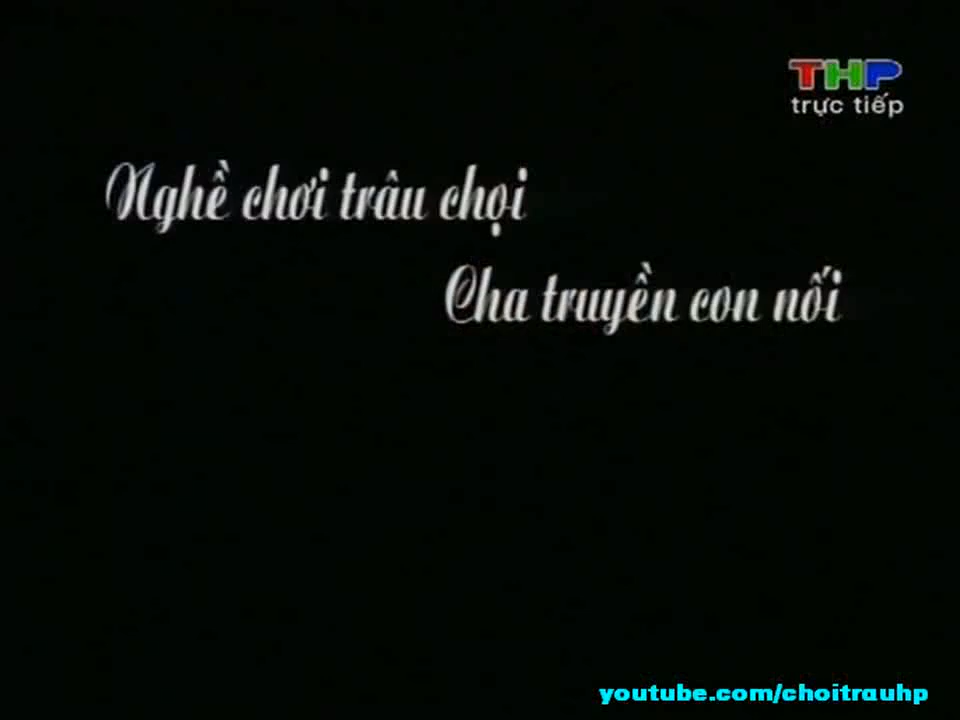 THP
trực tiếp
Nghề chơi trâu chọi
Cha truyền con nối
youtube.com/choitrauhp